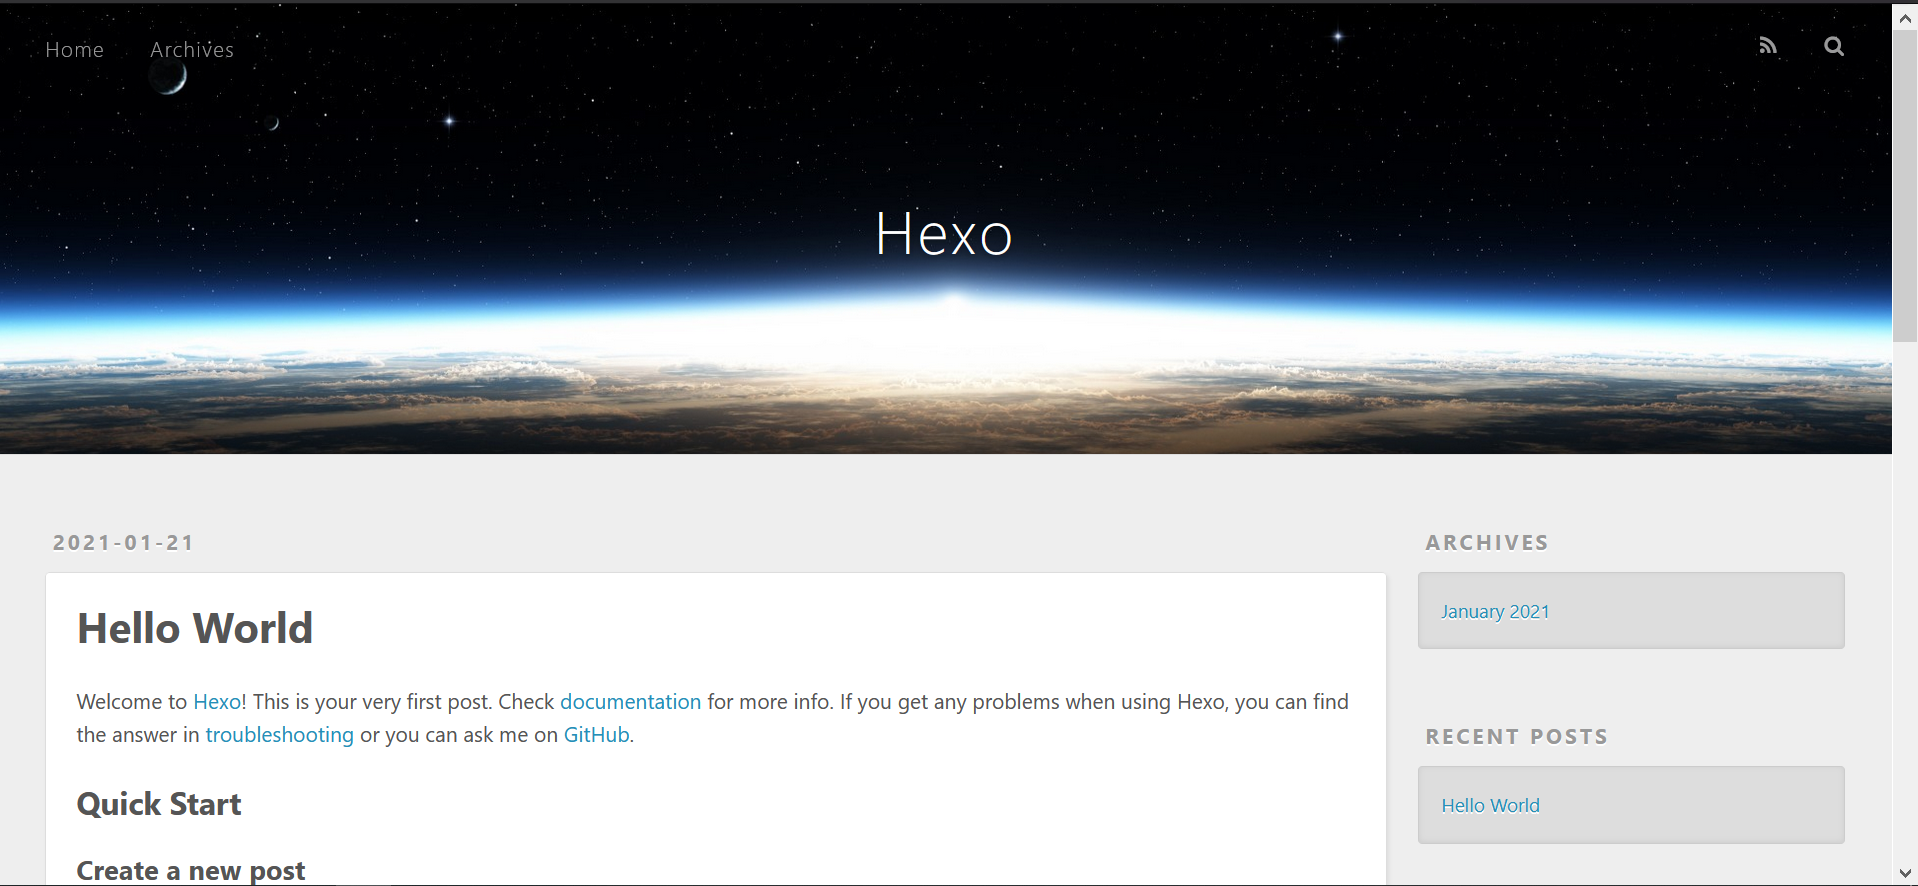 Home Archives
Hexo
2021-01-21
Hello World
Welcome to Hexo! This is your very first post. Check documentation for more info. If you get any problems when using Hexo, you can find
the answer in troubleshooting or you can ask me on GitHub.
Quick Start
Create a new post
ARCHIVES
January 2021
RECENT POSTS
Hello World